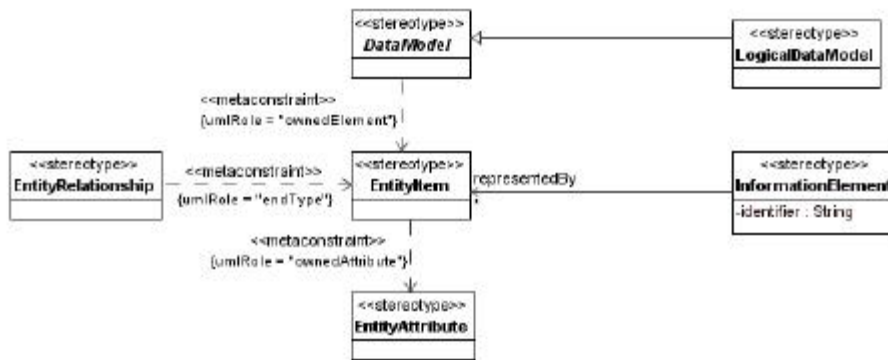 <<stereotype>>
DataModel
<<stereotype>>
LogicalDataModel
<<metaconstraint>>
{umlRole = "ownedElement"}
<<stereotype>>
EntityRelationship
<<metaconstraint>>
{umlRole = "endType"}
<<stereotype>>
EntityItem
representedBy
*
<<stereotype>>
InformationElement
-identifier : String
<<metaconstraint>>
{umlRole = "ownedAttribute"}
<<stereotype>>
EntityAttribute